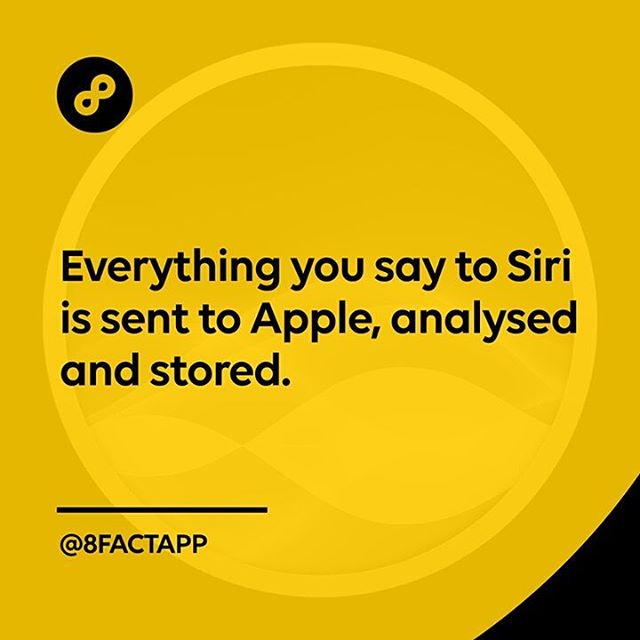 Everything you say to Siri
is sent to Apple, analysed
and stored.
@8FACTAPP